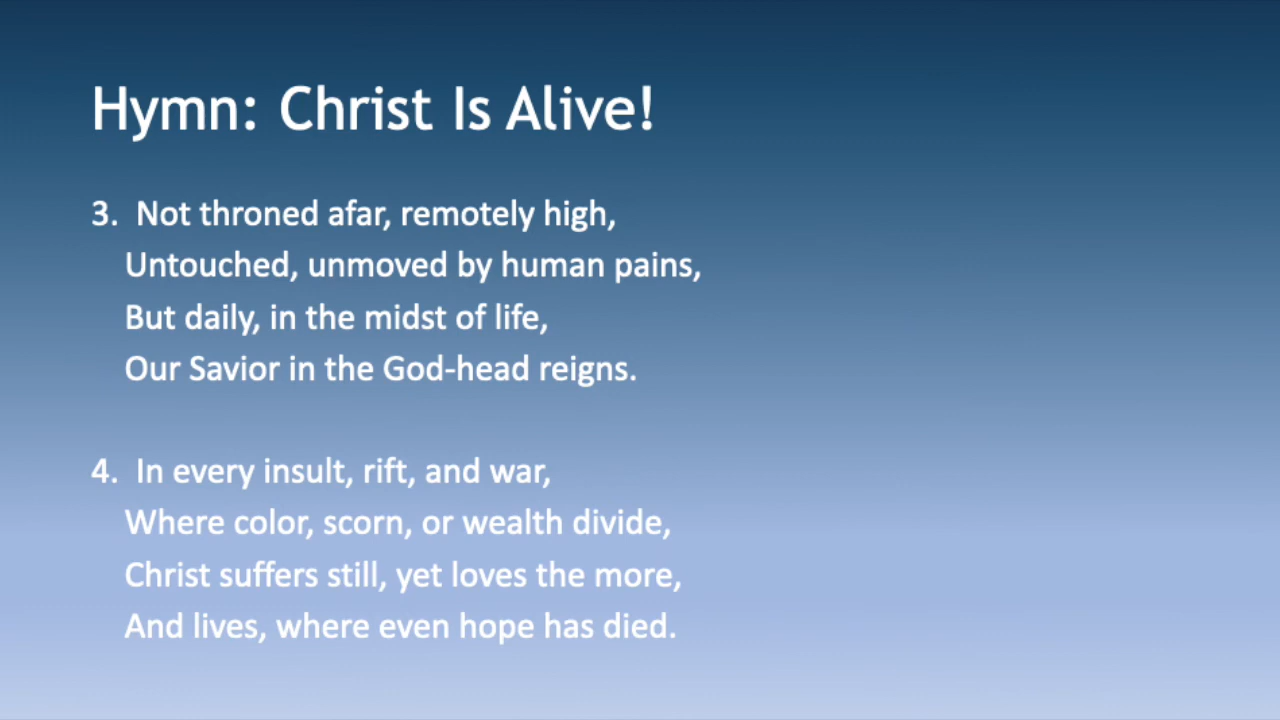 Hymn: Christ Is Alive!
3. Not throned afar, remotely high,
Untouched, unmoved by human pains,
But daily, in the midst of life,
Our Savior in the God-head reigns.
4. In every insult, rift, and war,
Where color, scorn, or wealth divide,
Christ suffers still, yet loves the more,
And lives, where even hope has died.